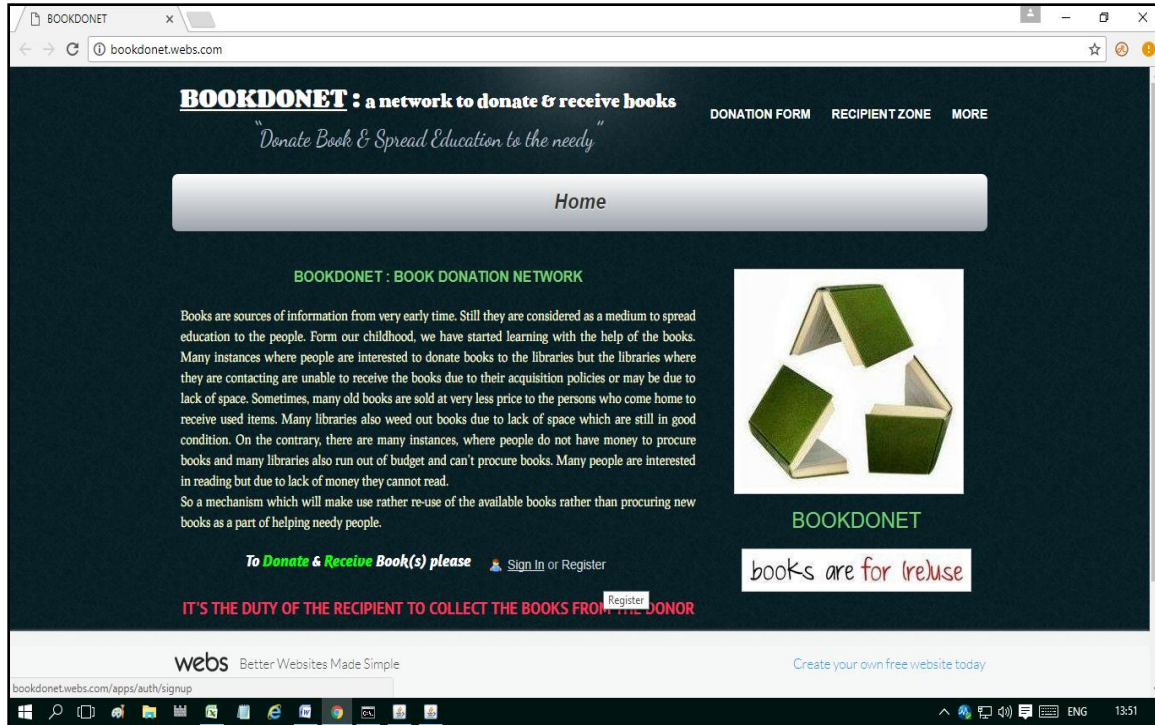 BOOKDONET
bookdonet.webs.com
BOOKDONET : a network to donate & receive books
"Donate Book & Spread Education to the needy"
DONATION FORM RECIPIENT ZONE MORE
Home
BOOKDONET : BOOK DONATION NETWORK
Books are sources of information from very early time. Still they are considered as a medium to spread
education to the people. Form our childhood, we have started learning with the help of the books.
Many instances where people are interested to donate books to the libraries but the libraries where
they are contacting are unable to receive the books due to their acquisition policies or may be due to
lack of space. Sometimes, many old books are sold at very less price to the persons who come home to
receive used items. Many libraries also weed out books due to lack of space which are still in good
condition. On the contrary, there are many instances, where people do not have money to procure
books and many libraries also run out of budget and can't procure books. Many people are interested
in reading but due to lack of money they cannot read.
So a mechanism which will make use rather re-use of the available books rather than procuring new
books as a part of helping needy people.
To Donate & Receive Book(s) please Sign In or Register
Register
IT'S THE DUTY OF THE RECIPIENT TO COLLECT THE BOOKS FROM THE DONOR
BOOKDONET
books are for (re)use
webs Better Websites Made Simple
Create your own free website today
bookdonet.webs.com/apps/auth/signup
ENG 13:51